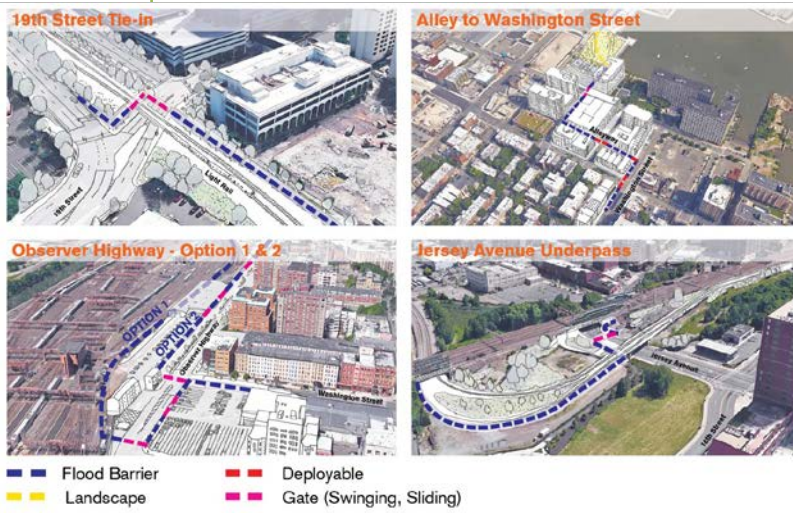 19th Street Tie-in
Alley to Washington Street
19th Street
Light Rail
Alleyway
Washington Street
Observer Highway - Option 1 & 2
Jersey Avenue Underpass
OPTION 1
OPTION 2
Observer Highway
Washington Street
Jersey Avenue
14th Street
Flood Barrier
Deployable
Landscape
Gate (Swinging, Sliding)